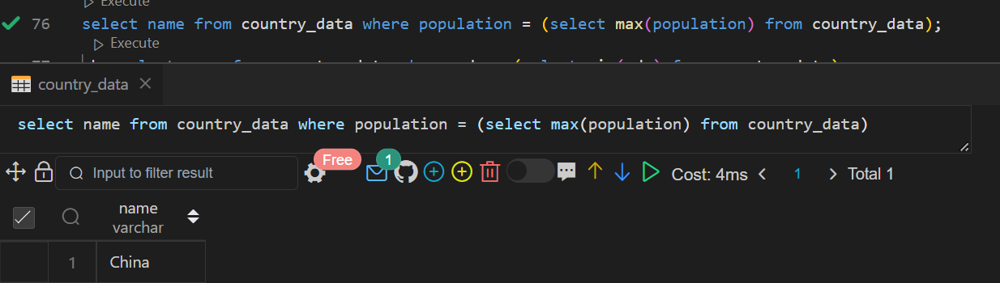 Execute
76 select name from country_data where population = (select max(population) from country_data);
Execute
country_data
select name from country_data where population = (select max(population) from country_data)
Input to filter result Free 1 Cost: 4ms < 1 > Total 1
name
varchar
1 China